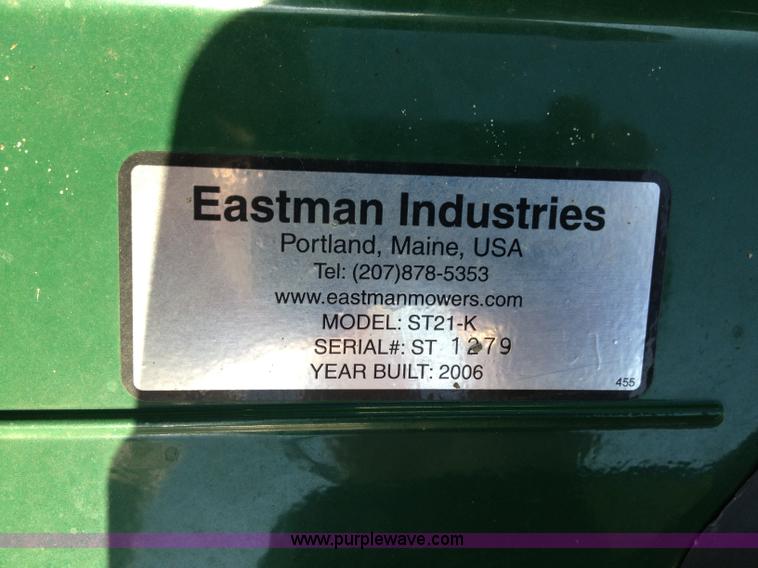 Eastman Industries
Portland, Maine, USA
Tel: (207)878-5353
www.eastmanmowers.com
MODEL: ST21-K
SERIAL#: ST 1279
YEAR BUILT: 2006
455
www.purplewave.com